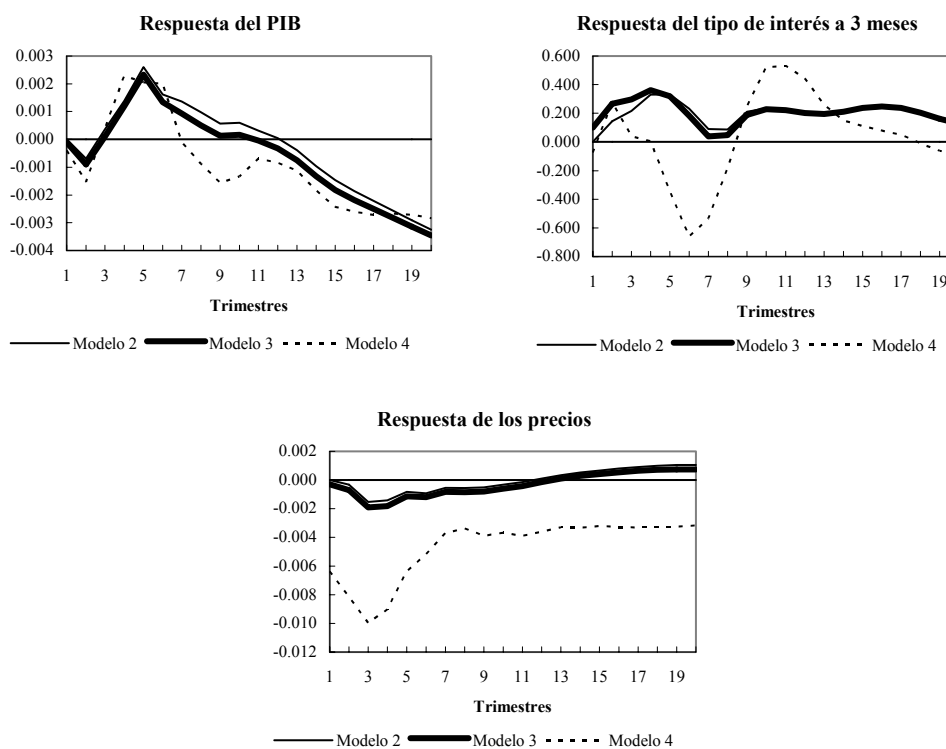 Respuesta del PIB
0.003
0.002
0.001
0.000
-0.001
-0.002
-0.003
-0.004
1 3 5 7 9 11 13 15 17 19
Trimestres
Modelo 2 Modelo 3 Modelo 4
Respuesta del tipo de interés a 3 meses
0.600
0.400
0.200
0.000
-0.200
-0.400
-0.600
-0.800
1 3 5 7 9 11 13 15 17 19
Trimestres
Modelo 2 Modelo 3 Modelo 4
Respuesta de los precios
0.002
0.000
-0.002
-0.004
-0.006
-0.008
-0.010
-0.012
1 3 5 7 9 11 13 15 17 19
Trimestres
Modelo 2 Modelo 3 Modelo 4